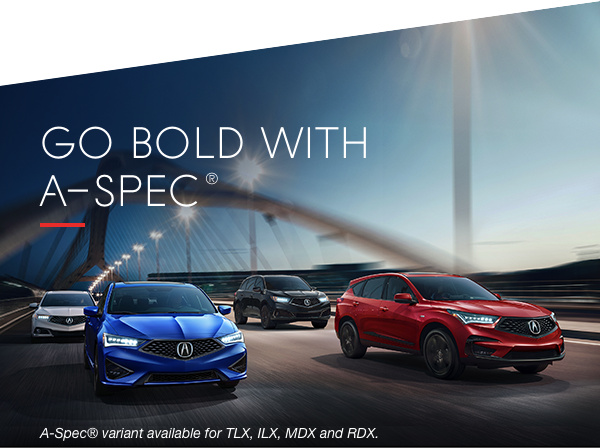 GO BOLD WITH
A-SPEC®
A-Spec® variant available for TLX, ILX, MDX and RDX.